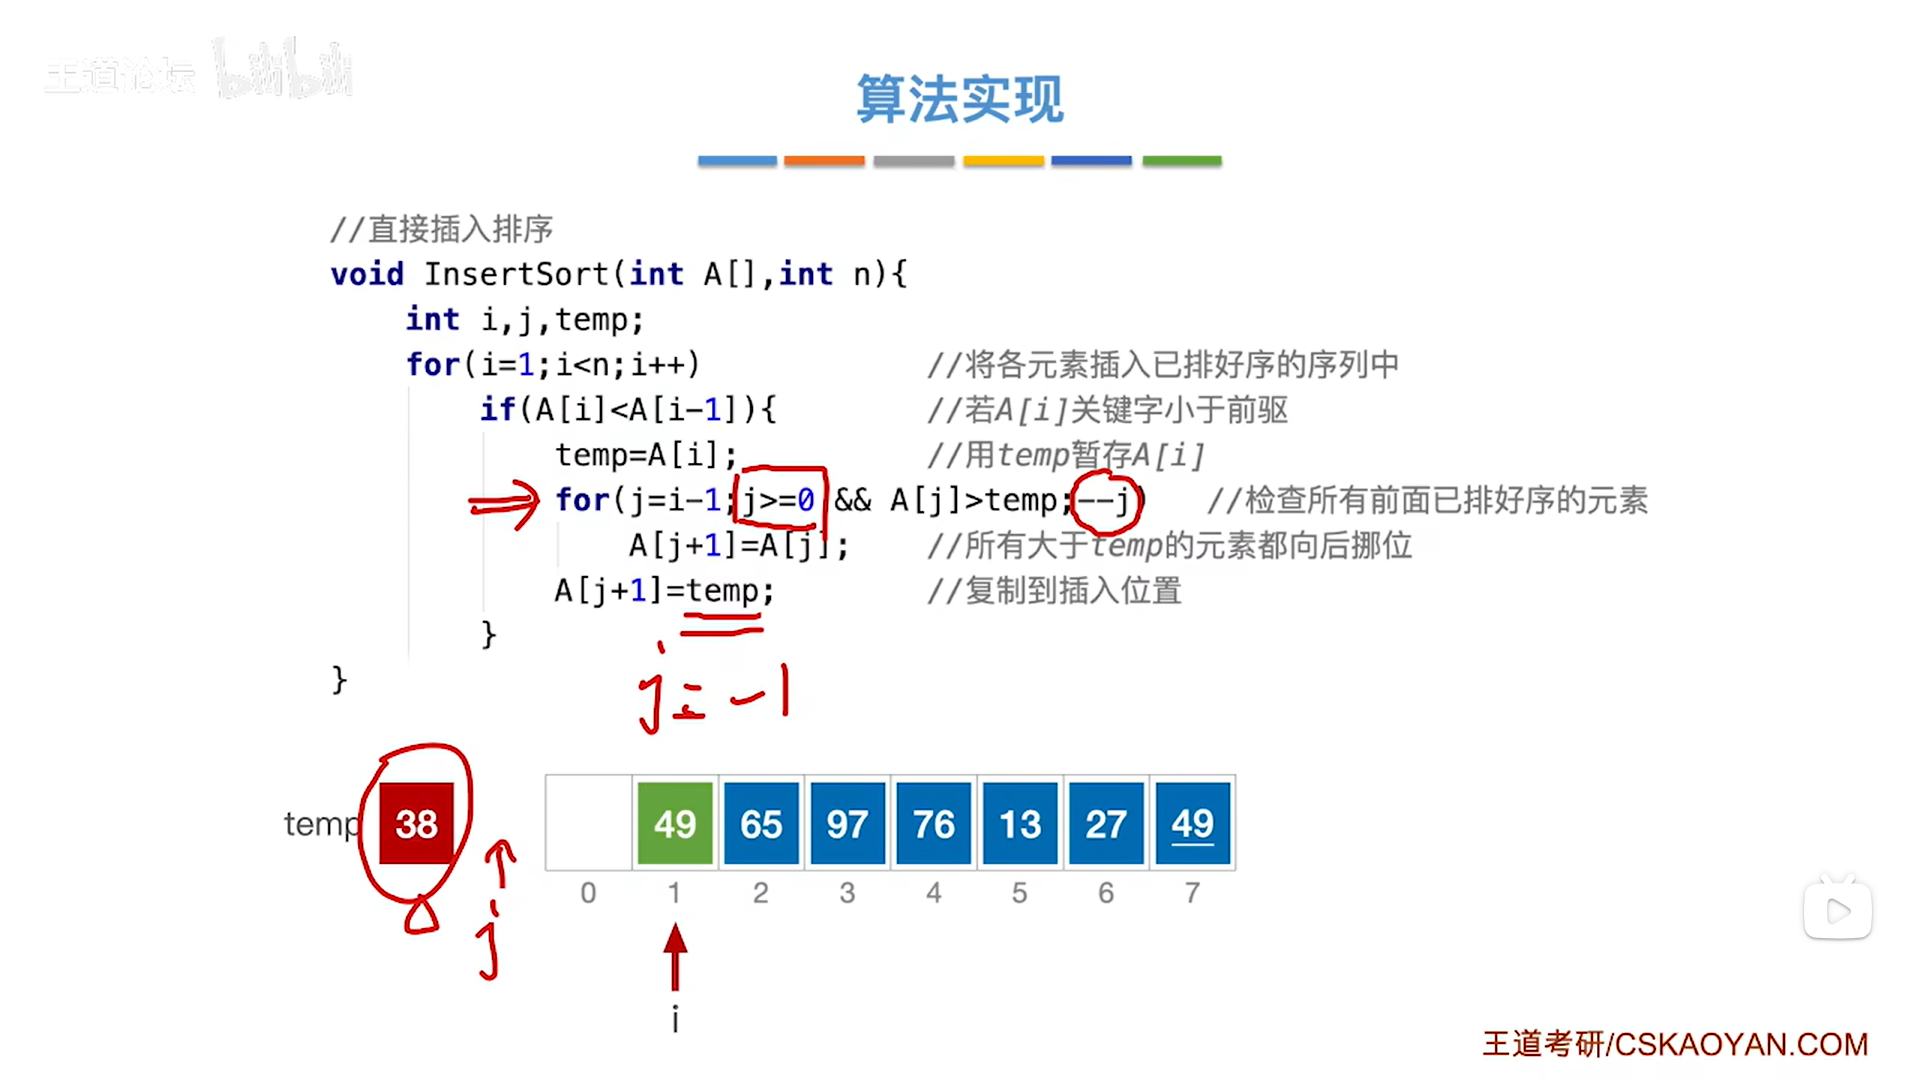 王道论坛 bilibili
算法实现
//直接插入排序
void InsertSort(int A[],int n){
int i,j,temp;
for(i=1;i<n;i++) //将各元素插入已排好序的序列中
if(A[i]<A[i-1]){ //若A[i]关键字小于前驱
temp=A[i]; //用temp暂存A[i]
for(j=i-1;j>=0 && A[j]>temp;--j) //检查所有前面已排好序的元素
A[j+1]=A[j]; //所有大于temp的元素都向后挪位
A[j+1]=temp; //复制到插入位置
}
}
j=-1
temp 38 49 65 97 76 13 27 49
0 1 2 3 4 5 6 7
j
i
王道考研/CSKAOYAN.COM